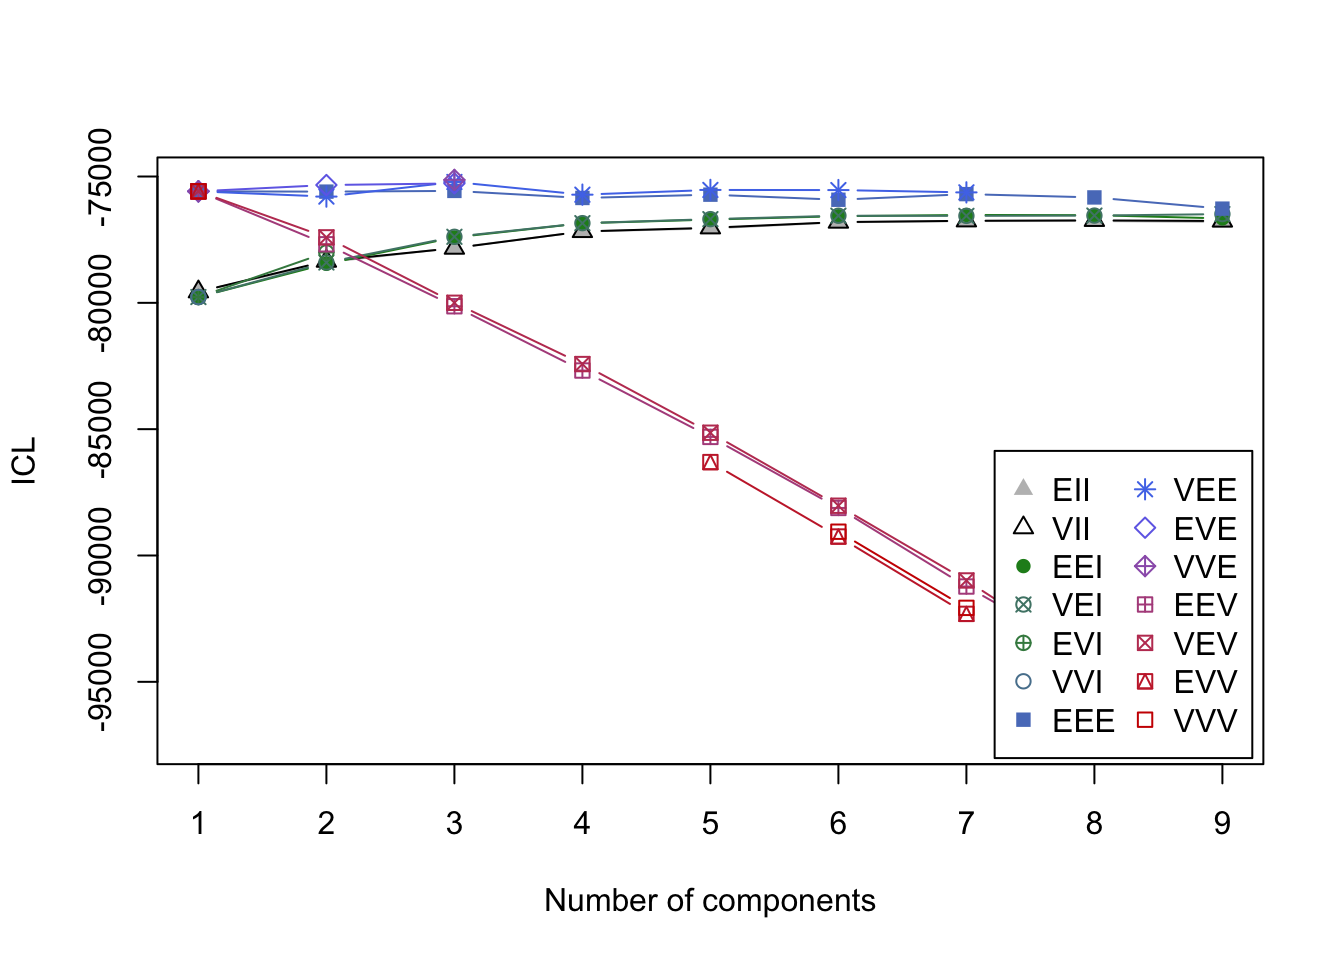 ICL
-75000
-80000
-85000
-90000
-95000
EII VEE
VII EVE
EEI VVE
VEI EEV
EVI VEV
VVI EVV
EEE VVV
1 2 3 4 5 6 7 8 9
Number of components